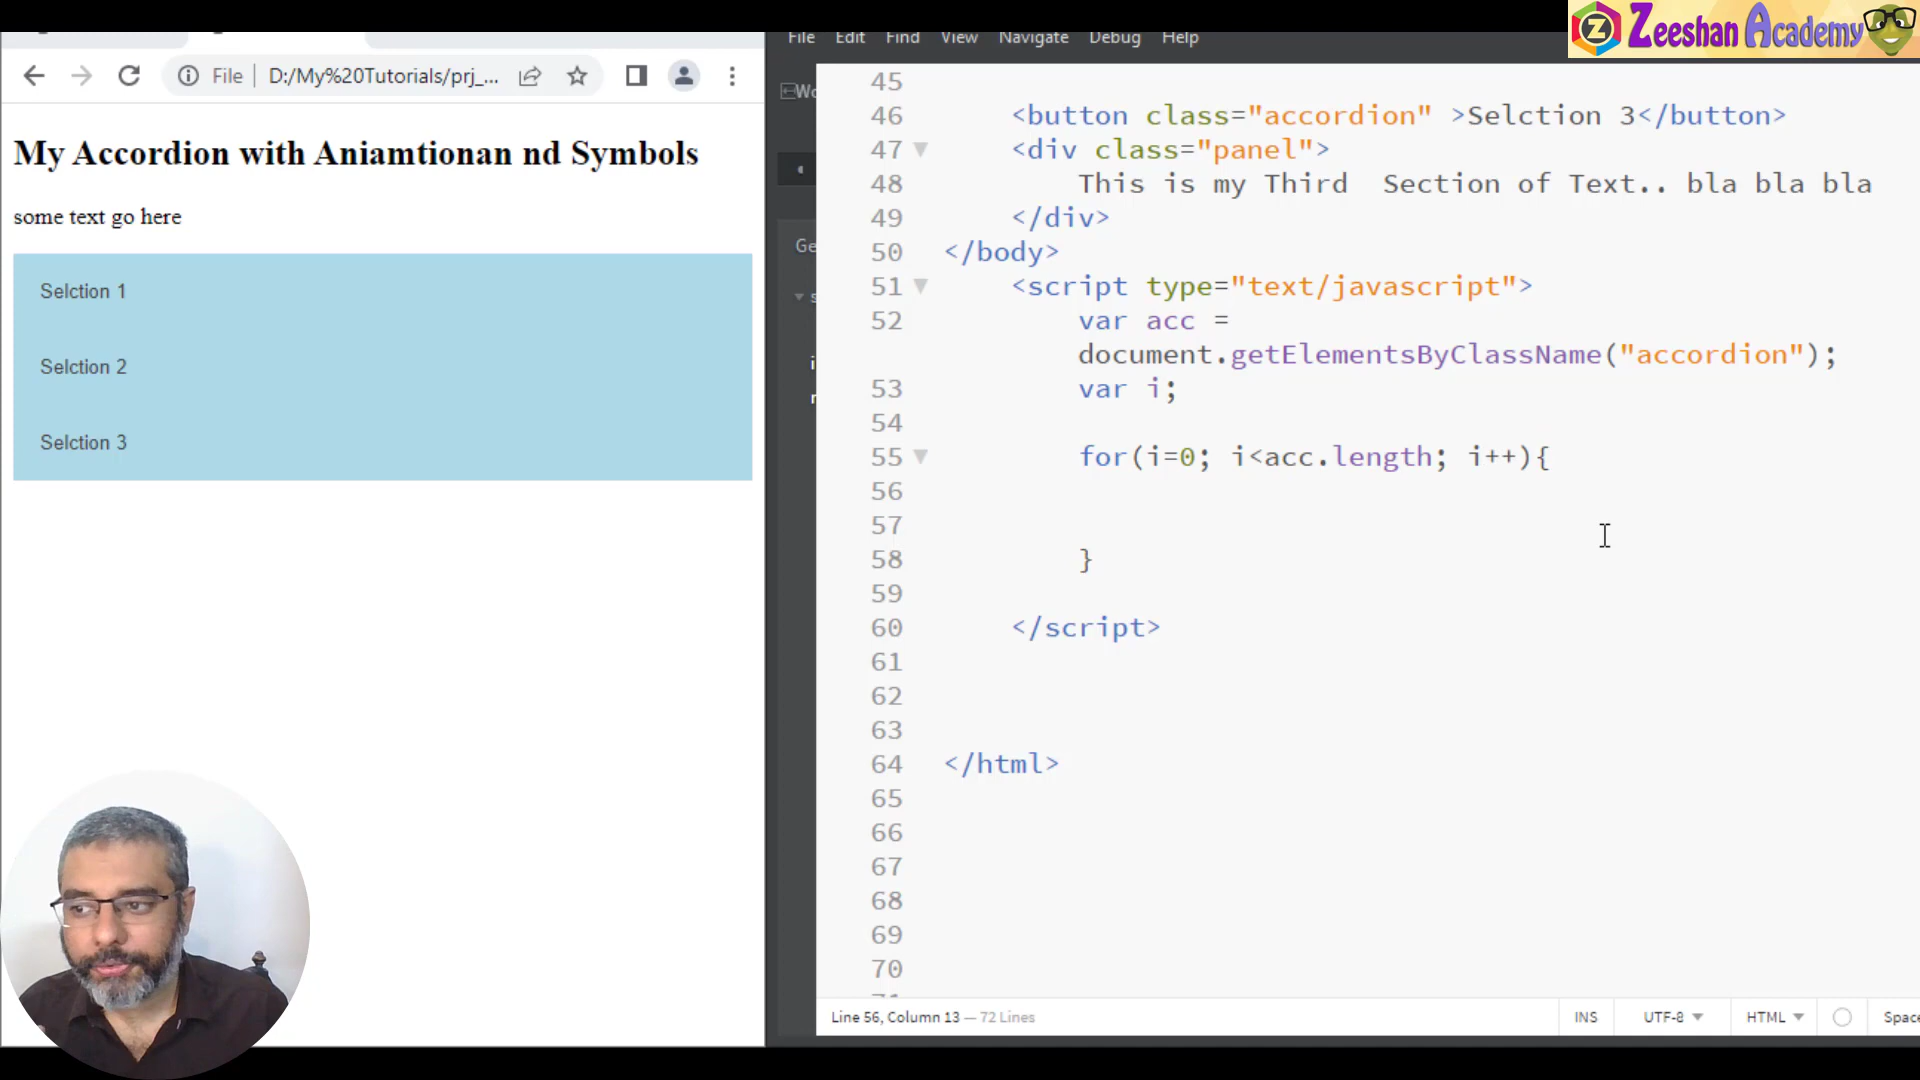 Zeeshan Academy
File Edit Find View Navigate Debug Help
File D:/My%20Tutorials/prj_...
My Accordion with Aniamtionan nd Symbols
some text go here
Selction 1
Selction 2
Selction 3
Wo
Ge
45
46 <button class="accordion" >Selction 3</button>
47 <div class="panel">
48 This is my Third Section of Text.. bla bla bla
49 </div>
50 </body>
51 <script type="text/javascript">
52 var acc =
document.getElementsByClassName("accordion");
53 var i;
54
55 for(i=0; i<acc.length; i++){
56
57
58 }
59
60 </script>
61
62
63
64 </html>
65
66
67
68
69
70
Line 56, Column 13 — 72 Lines
INS UTF-8 HTML Space